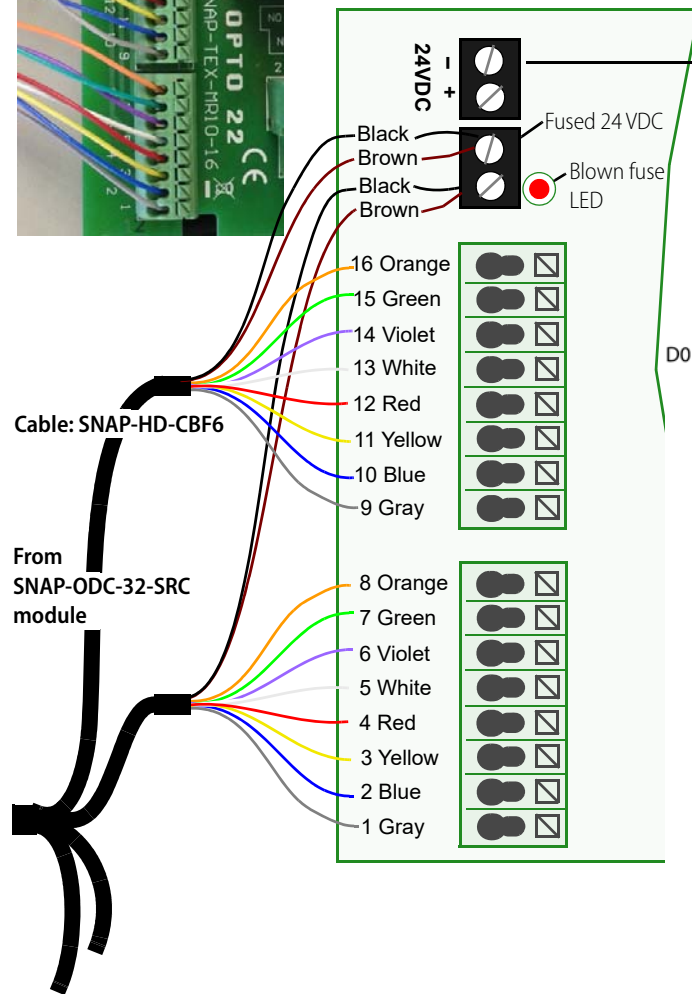 OPTO 22
SNAP-TEX-MR10-16
CE
24VDC
–
+
Black
Brown
Black
Brown
Fused 24 VDC
Blown fuse
LED
16 Orange
15 Green
14 Violet
13 White
12 Red
11 Yellow
10 Blue
9 Gray
D0
Cable: SNAP-HD-CBF6
From
SNAP-ODC-32-SRC
module
8 Orange
7 Green
6 Violet
5 White
4 Red
3 Yellow
2 Blue
1 Gray